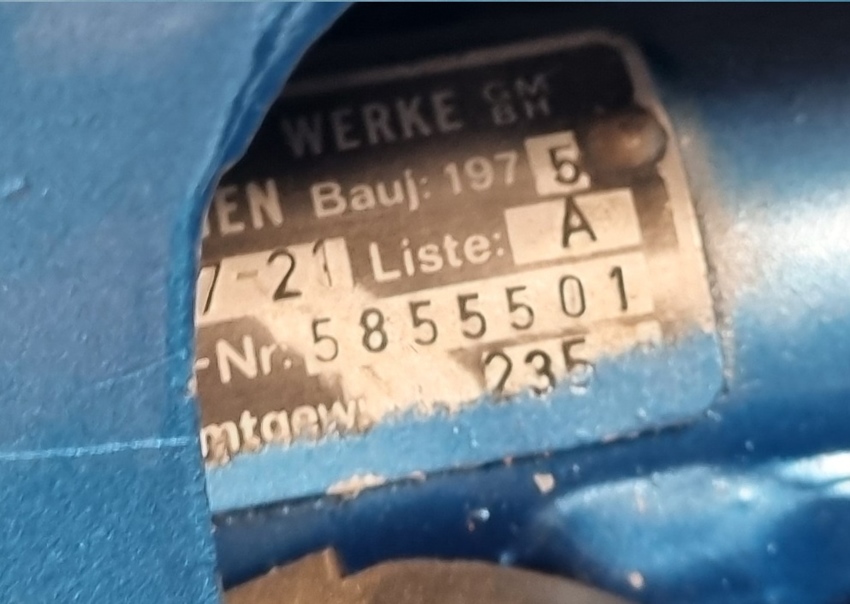 WERKE GM BH
EN Bauj: 197 5
7-21 Liste: A
-Nr. 5855501
mtgew. 235